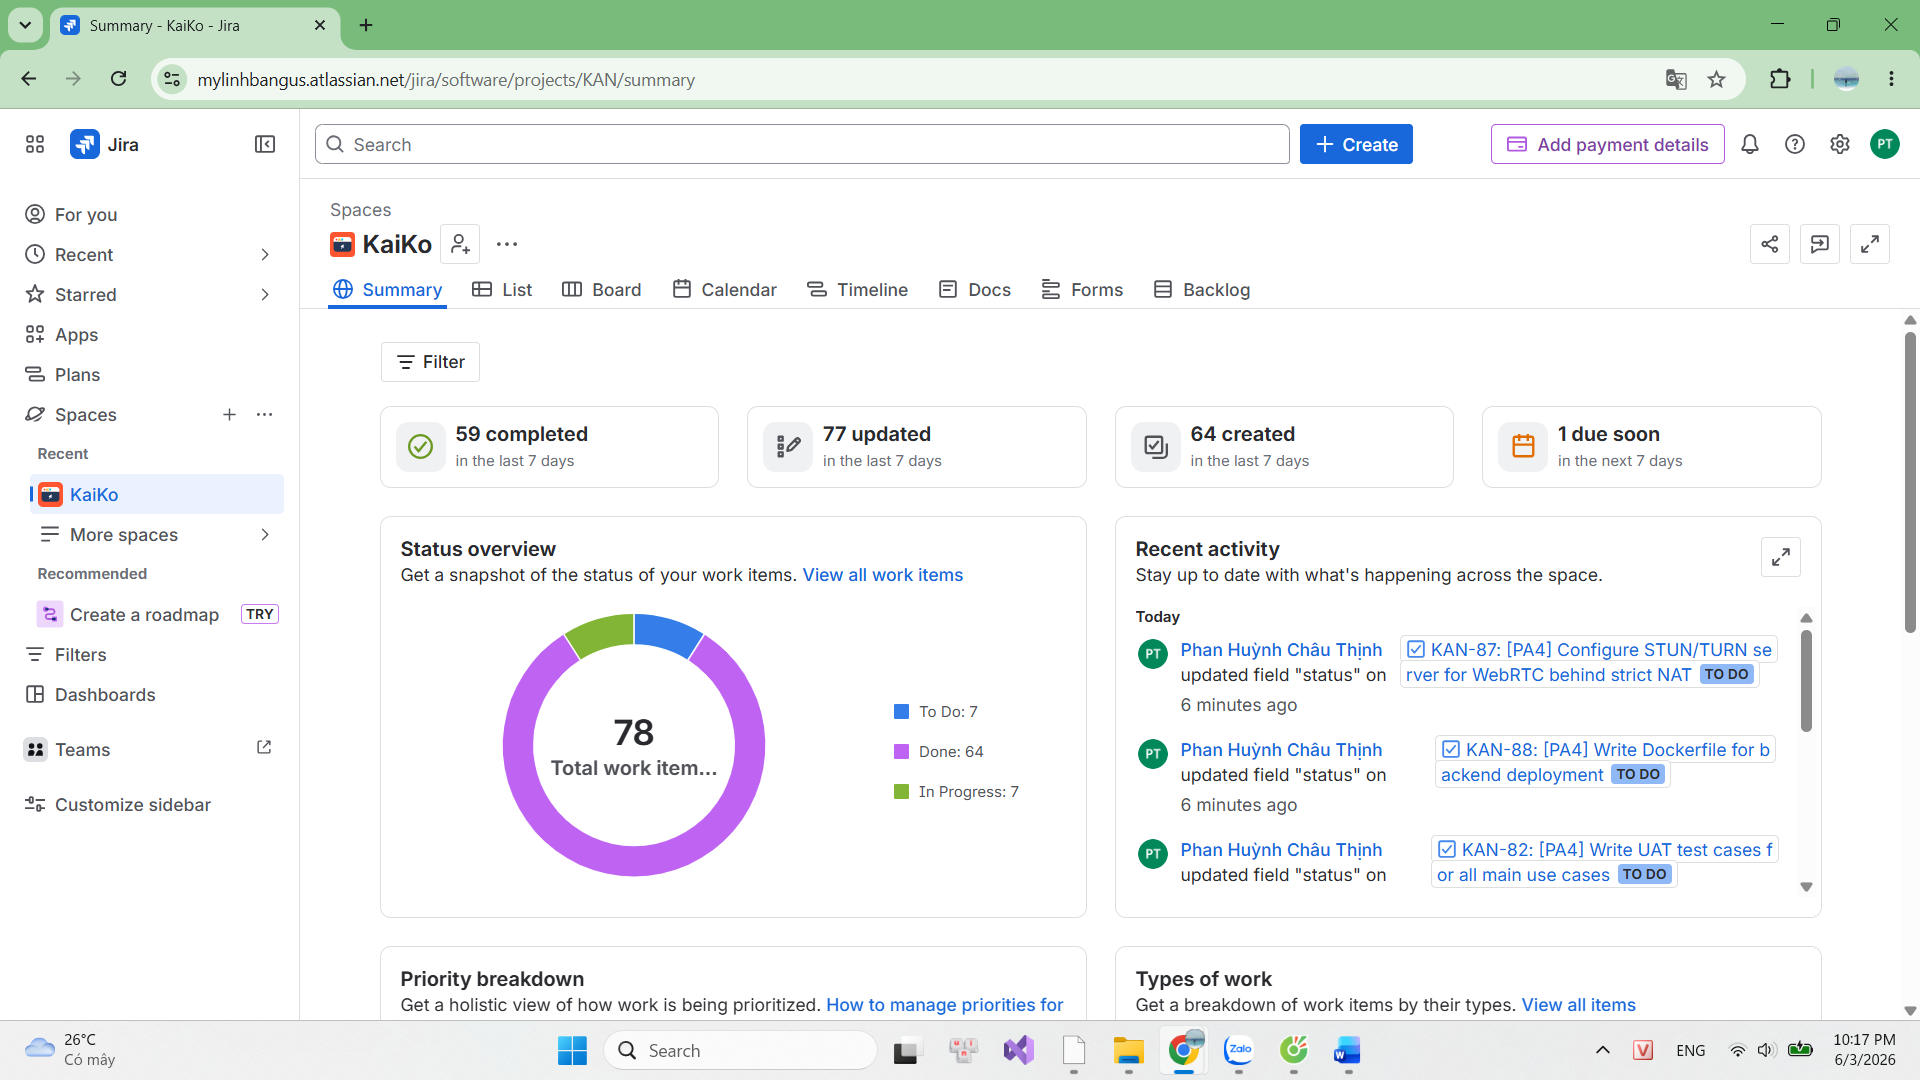 Summary - KaiKo - Jira
mylinhbangus.atlassian.net/jira/software/projects/KAN/summary
Jira
Search
Create
Add payment details
PT
For you
Recent
Starred
Apps
Plans
Spaces
Recent
KaiKo
More spaces
Recommended
Create a roadmap TRY
Filters
Dashboards
Teams
Customize sidebar
Spaces
KaiKo
Summary List Board Calendar Timeline Docs Forms Backlog
Filter
59 completed
in the last 7 days
77 updated
in the last 7 days
64 created
in the last 7 days
1 due soon
in the next 7 days
Status overview
Get a snapshot of the status of your work items. View all work items
78
Total work item...
To Do: 7
Done: 64
In Progress: 7
Recent activity
Stay up to date with what's happening across the space.
Today
PT
Phan Huỳnh Châu Thịnh
updated field "status" on
KAN-87: [PA4] Configure STUN/TURN se
rver for WebRTC behind strict NAT TO DO
6 minutes ago
PT
Phan Huỳnh Châu Thịnh
updated field "status" on
KAN-88: [PA4] Write Dockerfile for b
ackend deployment TO DO
6 minutes ago
PT
Phan Huỳnh Châu Thịnh
updated field "status" on
KAN-82: [PA4] Write UAT test cases f
or all main use cases TO DO
Priority breakdown
Get a holistic view of how work is being prioritized. How to manage priorities for
Types of work
Get a breakdown of work items by their types. View all items
26°C
Có mây
Search
Zalo
W
V
ENG
10:17 PM
6/3/2026